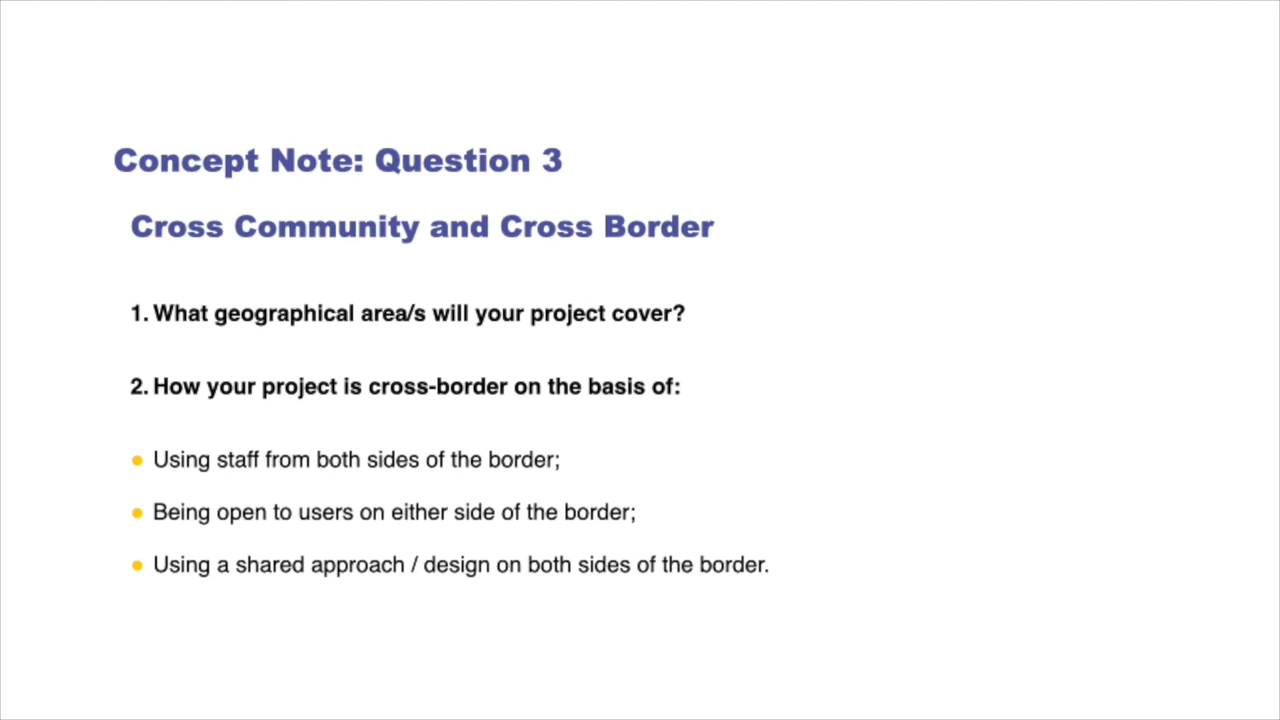 Concept Note: Question 3
Cross Community and Cross Border
1. What geographical area/s will your project cover?
2. How your project is cross-border on the basis of:
● Using staff from both sides of the border;
● Being open to users on either side of the border;
● Using a shared approach / design on both sides of the border.